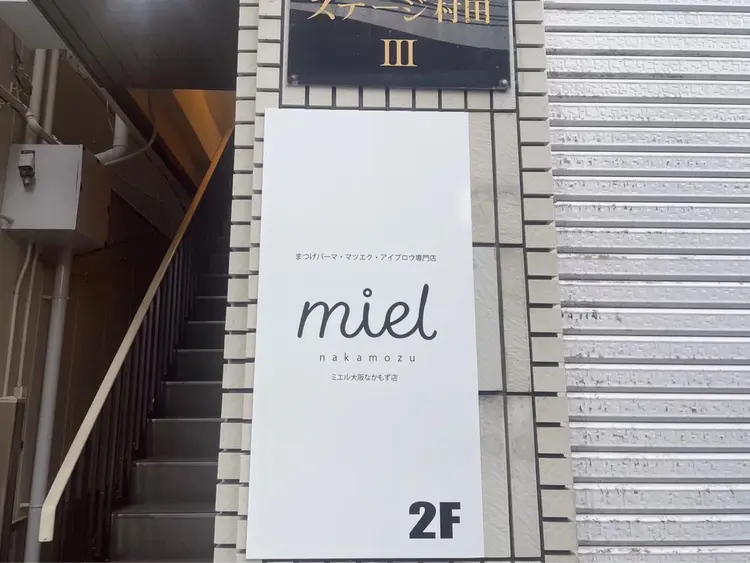 ステージ村田
III
まつげパーマ・マツエク・アイブロウ専門店
miel
nakamozu
ミエル大阪なかもず店
2F